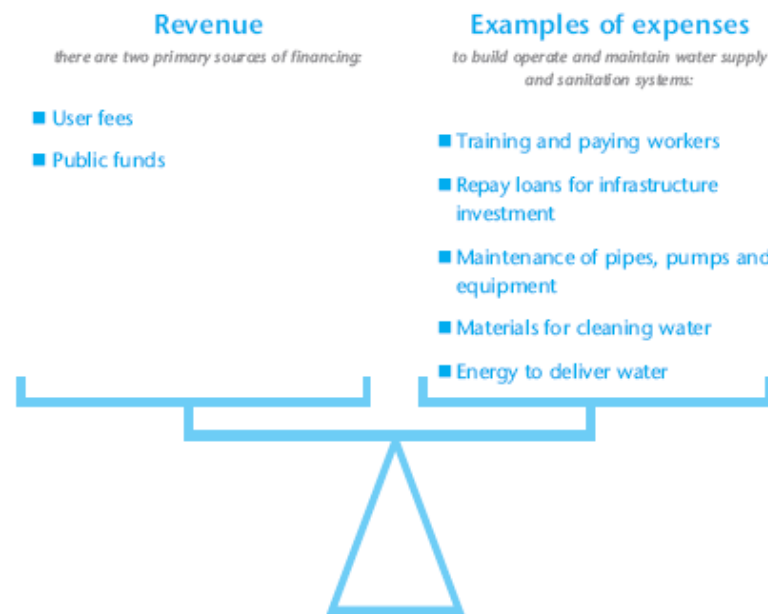 Revenue
there are two primary sources of financing:
■ User fees
■ Public funds
Examples of expenses
to build operate and maintain water supply
and sanitation systems:
■ Training and paying workers
■ Repay loans for infrastructure
investment
■ Maintenance of pipes, pumps and
equipment
■ Materials for cleaning water
■ Energy to deliver water